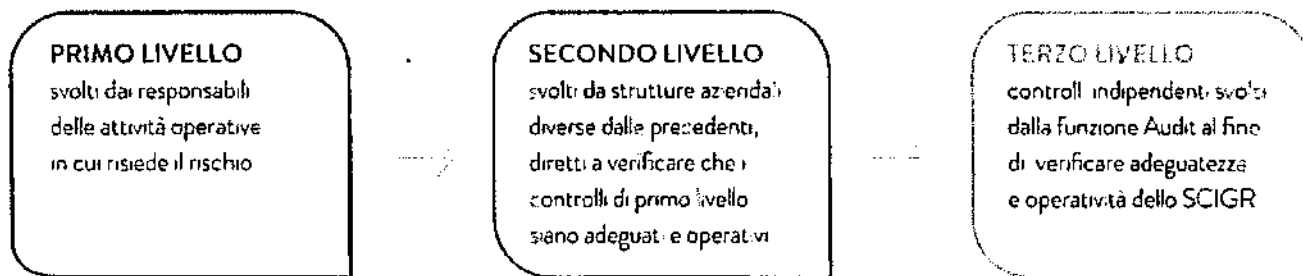 PRIMO LIVELLO
svolti dai responsabili
delle attività operative
in cui risiede il rischio
SECONDO LIVELLO
svolti da strutture aziendali
diverse dalle precedenti,
diretti a verificare che i
controlli di primo livello
siano adeguati e operativi
TERZO LIVELLO
controlli indipendenti svolti
dalla funzione Audit al fine
di verificare adeguatezza
e operatività dello SCIGR